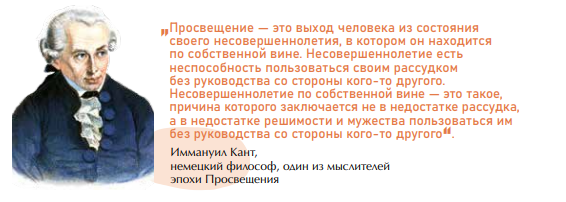 „Просвещение — это выход человека из состояния
своего несовершеннолетия, в котором он находится
по собственной вине. Несовершеннолетие есть
неспособность пользоваться своим рассудком
без руководства со стороны кого-то другого.
Несовершеннолетие по собственной вине — это такое,
причина которого заключается не в недостатке рассудка,
а в недостатке решимости и мужества пользоваться им
без руководства со стороны кого-то другого“.
Иммануил Кант,
немецкий философ, один из мыслителей
эпохи Просвещения